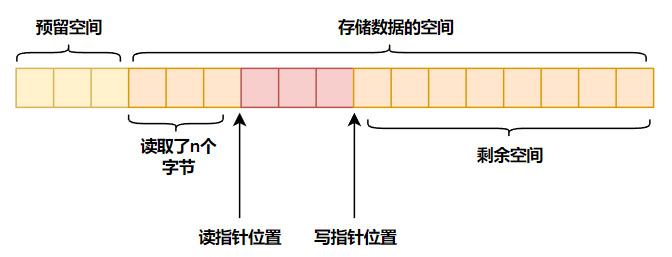 预留空间
存储数据的空间
读取了n个
字节
剩余空间
读指针位置
写指针位置